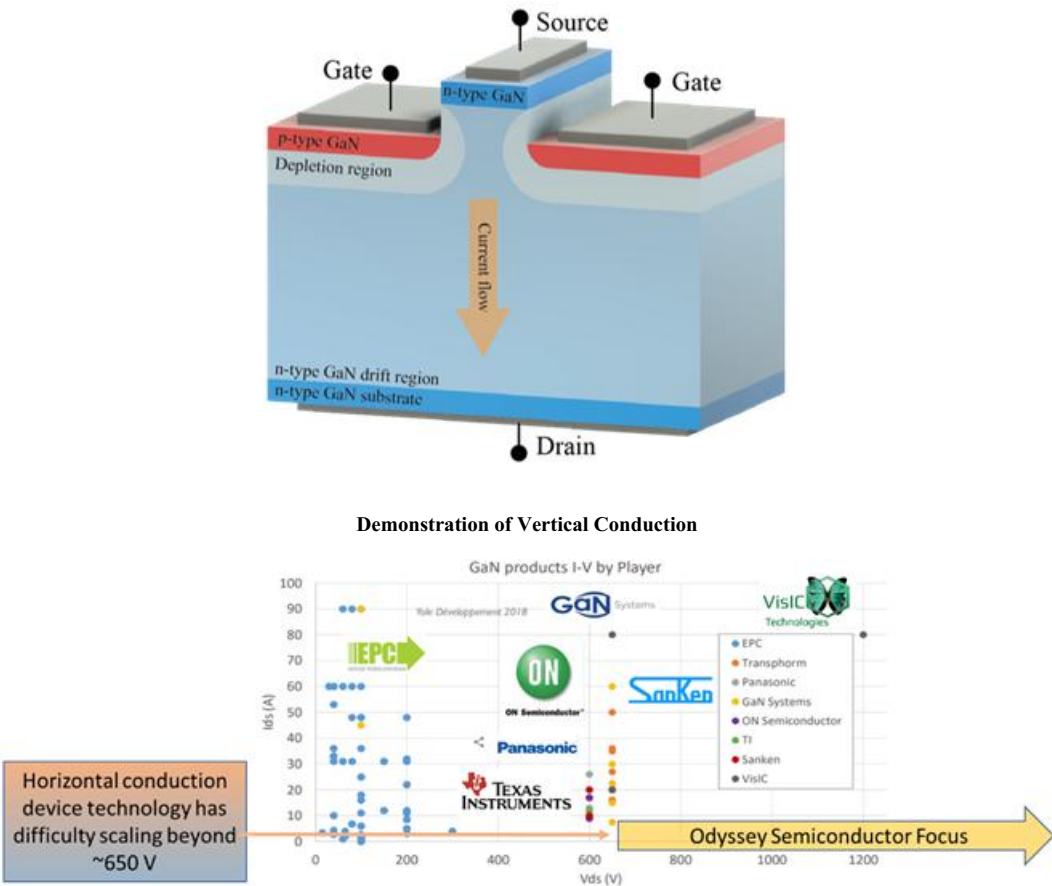 Source
Gate
Gate
n-type GaN
p-type GaN
Depletion region
Current flow
n-type GaN drift region
n-type GaN substrate
Drain
Demonstration of Vertical Conduction
GaN products I-V by Player
100
90
80
70
60
50
40
30
20
10
0
Ids (A)
Yole Développement 2018
GaN Systems
VisIC
Technologies
EPC
ON
ON Semiconductor
SanKen
Panasonic
TEXAS
INSTRUMENTS
EPC
Transphorm
Panasonic
GaN Systems
ON Semiconductor
TI
Sanken
VisIC
Horizontal conduction
device technology has
difficulty scaling beyond
~650 V
Odyssey Semiconductor Focus
0
200
400
600
800
1000
1200
Vds (V)